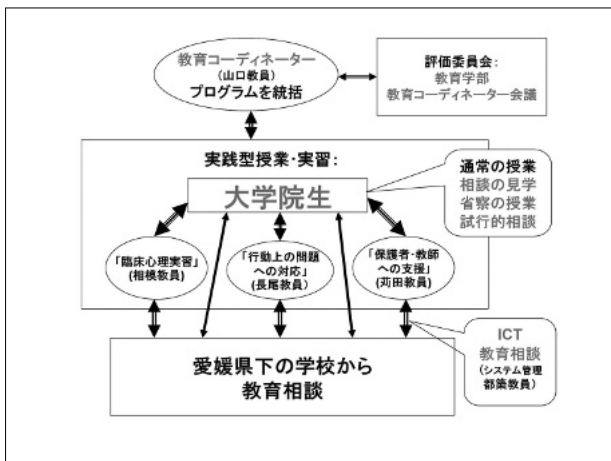 教育コーディネーター
(山口教員)
プログラムを統括
評価委員会:
教育学部
教育コーディネーター会議
実践型授業・実習:
大学院生
通常の授業
相談の見学
省察の授業
試行的相談
「臨床心理実習」
(相模教員)
「行動上の問題
への対応」
(長尾教員)
「保護者・教師
への支援」
(苅田教員)
ICT
教育相談
(システム管理
都築教員)
愛媛県下の学校から
教育相談